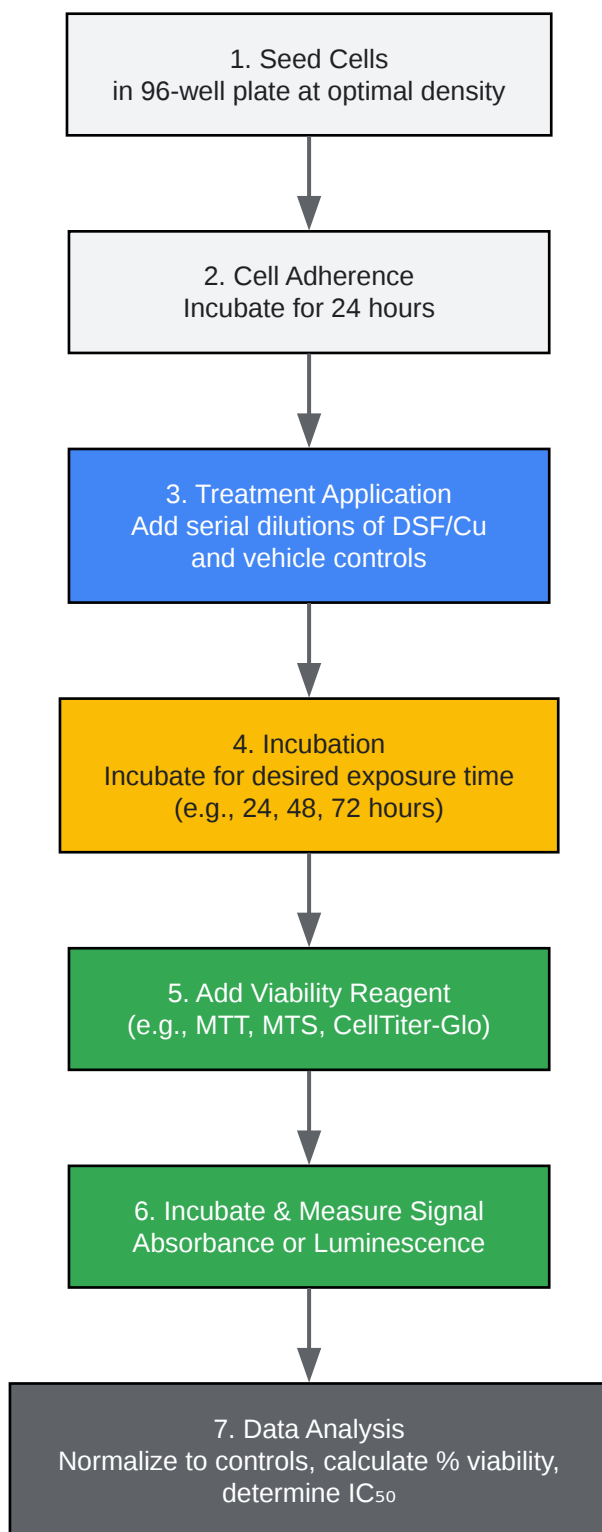 1. Seed Cells
in 96-well plate at optimal density
2. Cell Adherence
Incubate for 24 hours
3. Treatment Application
Add serial dilutions of DSF/Cu
and vehicle controls
4. Incubation
Incubate for desired exposure time
(e.g., 24, 48, 72 hours)
5. Add Viability Reagent
(e.g., MTT, MTS, CellTiter-Glo)
6. Incubate & Measure Signal
Absorbance or Luminescence
7. Data Analysis
Normalize to controls, calculate % viability,
determine IC₅₀